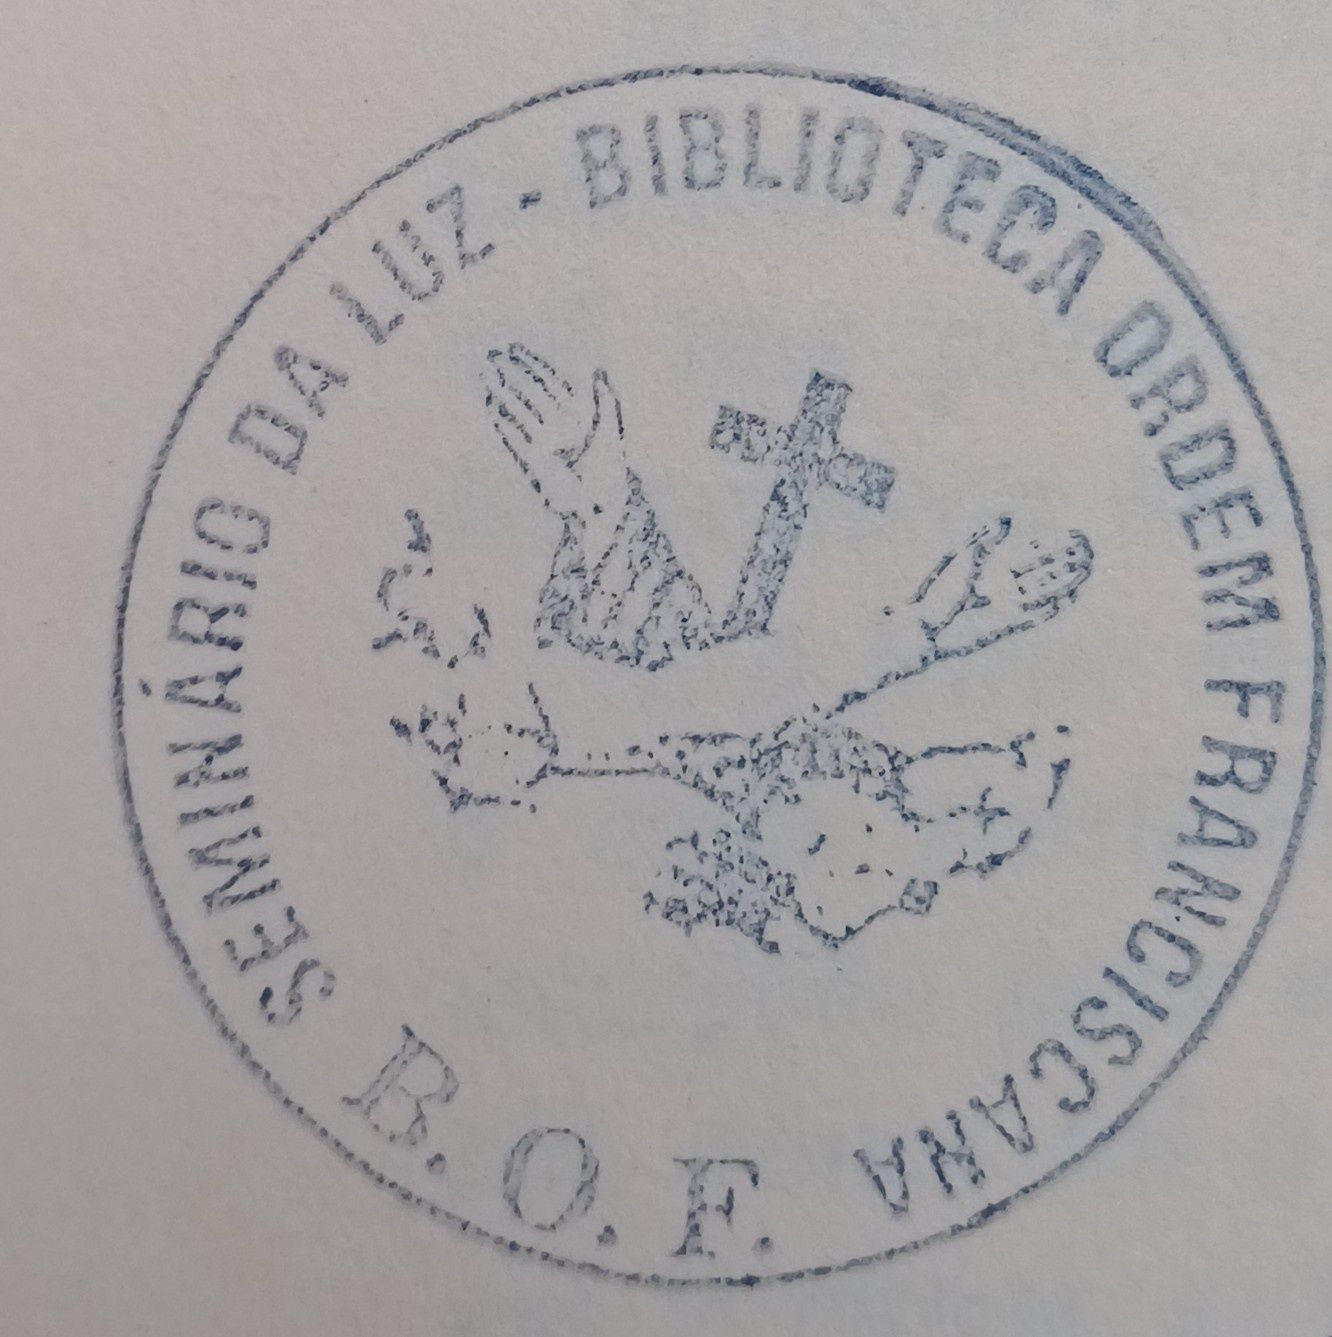 SEMINÁRIO DA LUZ - BIBLIOTECA ORDEM FRANCISCANA
B. O. F.